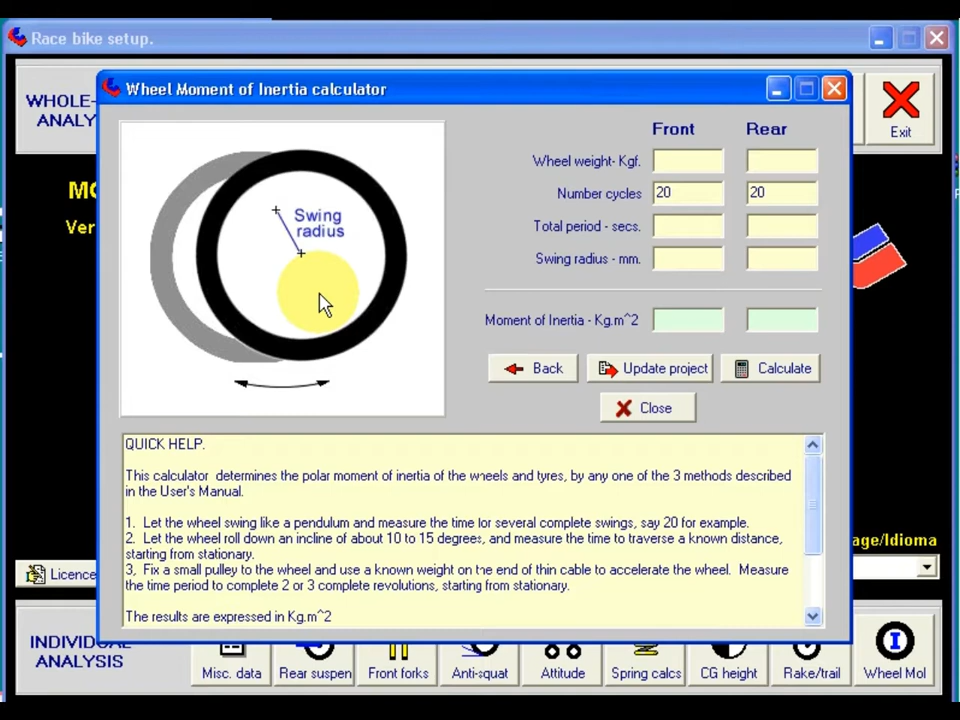 Race bike setup.
WHOLE-
ANALY
Exit
MO
Ver
Wheel Moment of Inertia calculator
Swing
radius
Front Rear
Wheel weight- Kgf.
Number cycles 20 20
Total period - secs.
Swing radius - mm.
Moment of Inertia - Kg.m^2
Back Update project Calculate
Close
QUICK HELP.
This calculator determines the polar moment of inertia of the wheels and tyres, by any one of the 3 methods described
in the User's Manual.
1. Let the wheel swing like a pendulum and measure the time for several complete swings, say 20 for example.
2. Let the wheel roll down an incline of about 10 to 15 degrees, and measure the time to traverse a known distance,
starting from stationary.
3, Fix a small pulley to the wheel and use a known weight on the end of thin cable to accelerate the wheel. Measure
the time period to complete 2 or 3 complete revolutions, starting from stationary.
The results are expressed in Kg.m^2
age/Idioma
Licence
INDIVIDUAL
ANALYSIS
Misc. data Rear suspen Front forks Anti-squat Attitude Spring calcs CG height Rake/trail Wheel MoI